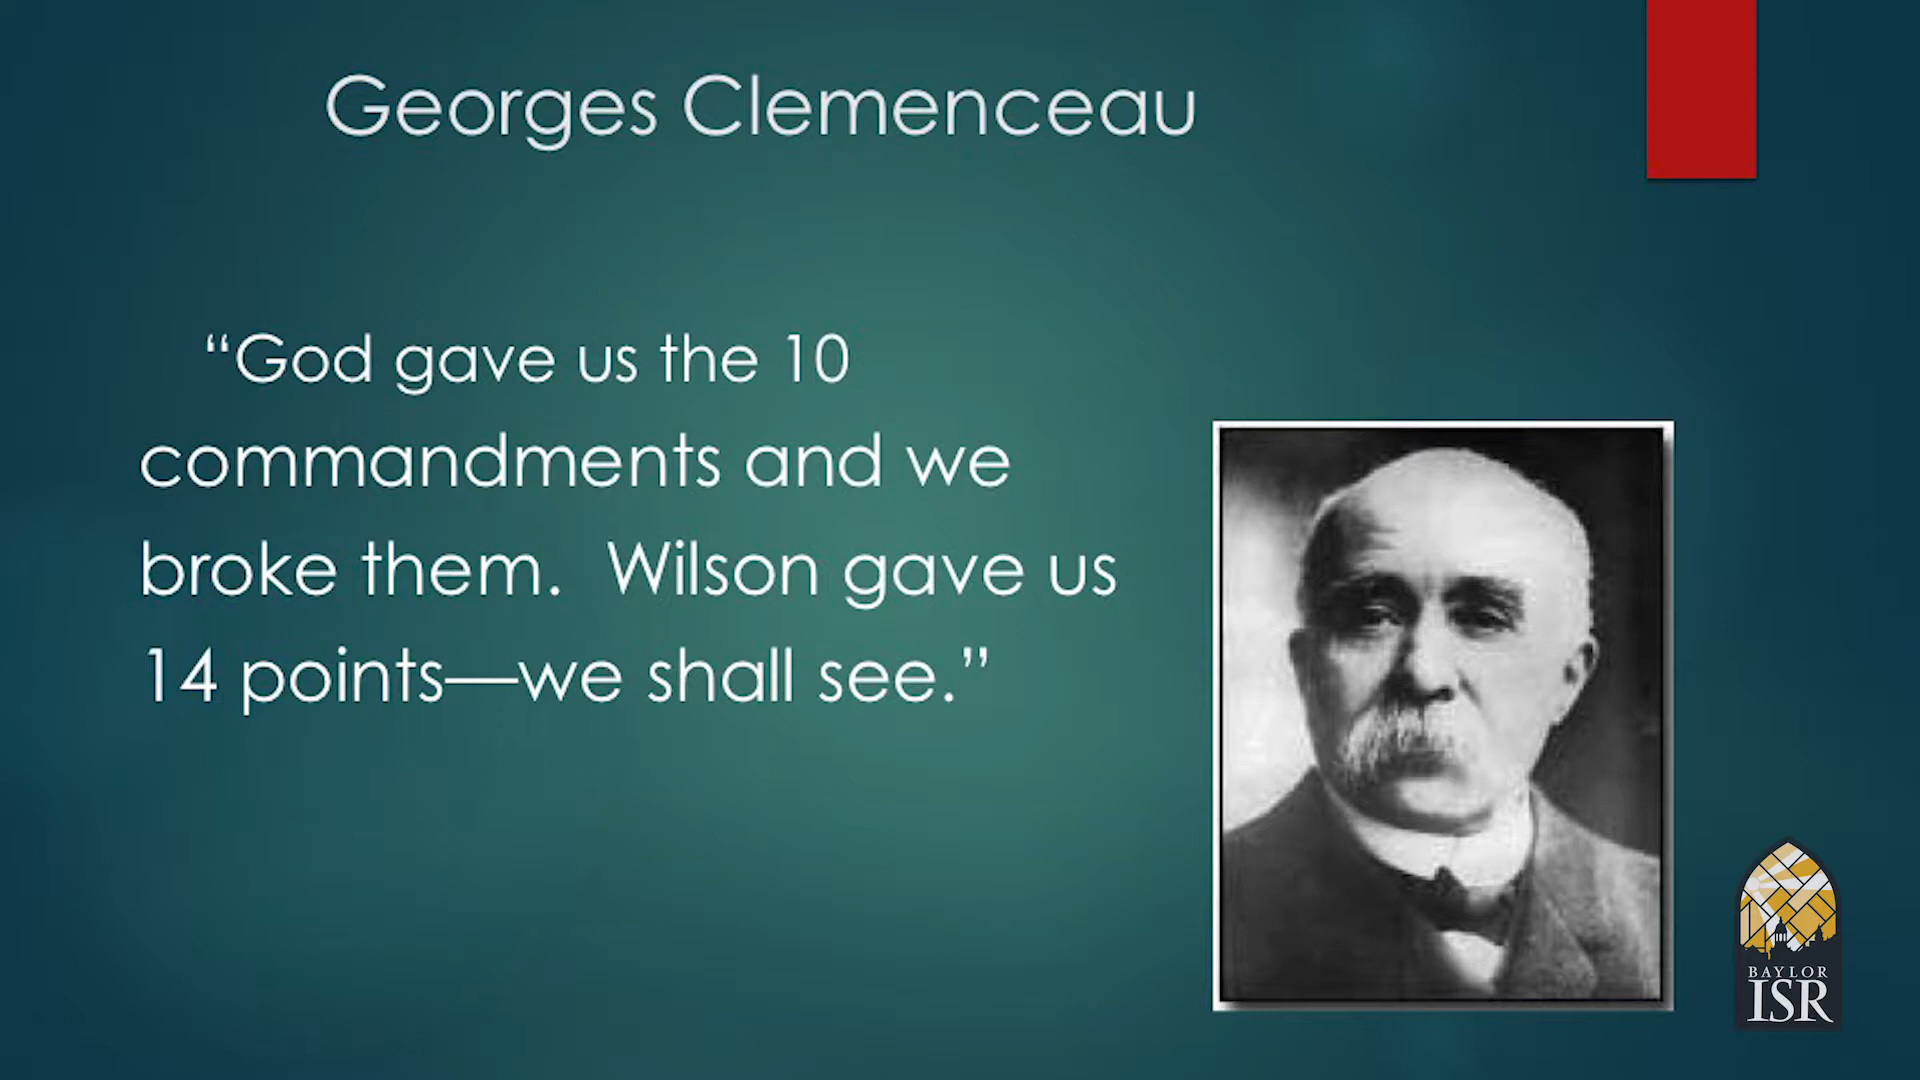 Georges Clemenceau
“God gave us the 10
commandments and we
broke them.  Wilson gave us
14 points—we shall see.”
BAYLOR
ISR